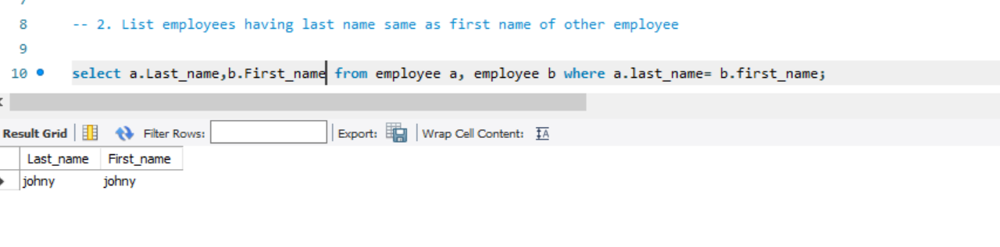 8 -- 2. List employees having last name same as first name of other employee
9
10 select a.Last_name,b.First_name from employee a, employee b where a.last_name= b.first_name;
Result Grid Filter Rows: Export: Wrap Cell Content: IA
Last_name First_name
johny johny